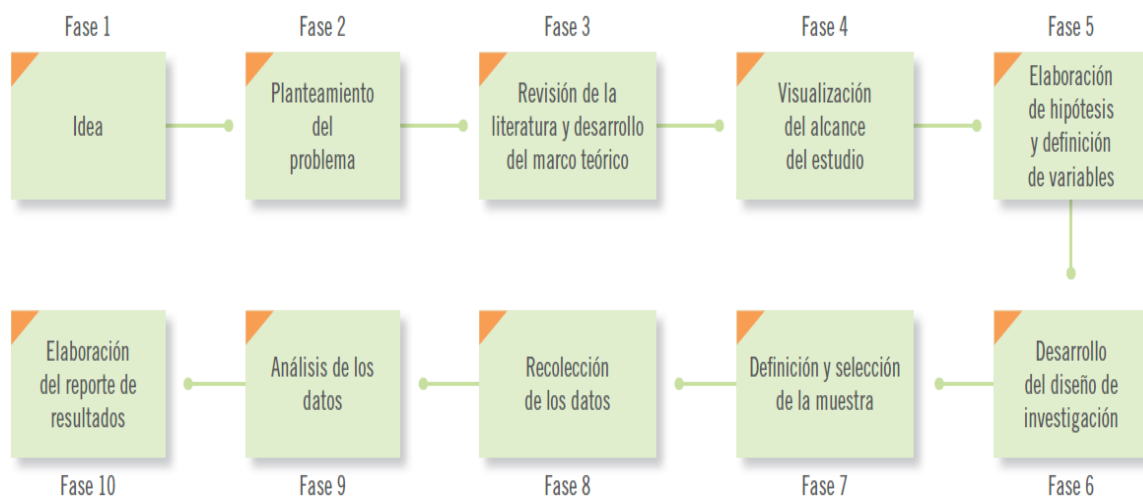 Fase 1
Idea
Fase 2
Planteamiento
del
problema
Fase 3
Revisión de la
literatura y desarrollo
del marco teórico
Fase 4
Visualización
del alcance
del estudio
Fase 5
Elaboración
de hipótesis
y definición
de variables
Desarrollo
del diseño de
investigación
Fase 6
Definición y selección
de la muestra
Fase 7
Recolección
de los datos
Fase 8
Análisis de los
datos
Fase 9
Elaboración
del reporte de
resultados
Fase 10